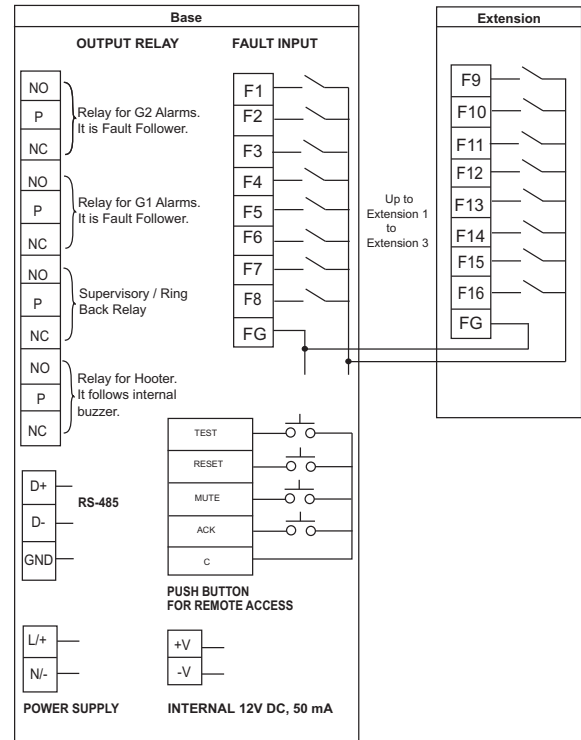 Base
OUTPUT RELAY
FAULT INPUT
NO
P
NC
Relay for G2 Alarms.
It is Fault Follower.
NO
P
NC
Relay for G1 Alarms.
It is Fault Follower.
NO
P
NC
Supervisory / Ring
Back Relay
NO
P
NC
Relay for Hooter.
It follows internal
buzzer.
F1
F2
F3
F4
F5
F6
F7
F8
FG
Up to
Extension 1
to
Extension 3
Extension
F9
F10
F11
F12
F13
F14
F15
F16
FG
D+
D-
GND
RS-485
TEST
RESET
MUTE
ACK
C
PUSH BUTTON
FOR REMOTE ACCESS
L/+
N/-
POWER SUPPLY
+V
-V
INTERNAL 12V DC, 50 mA